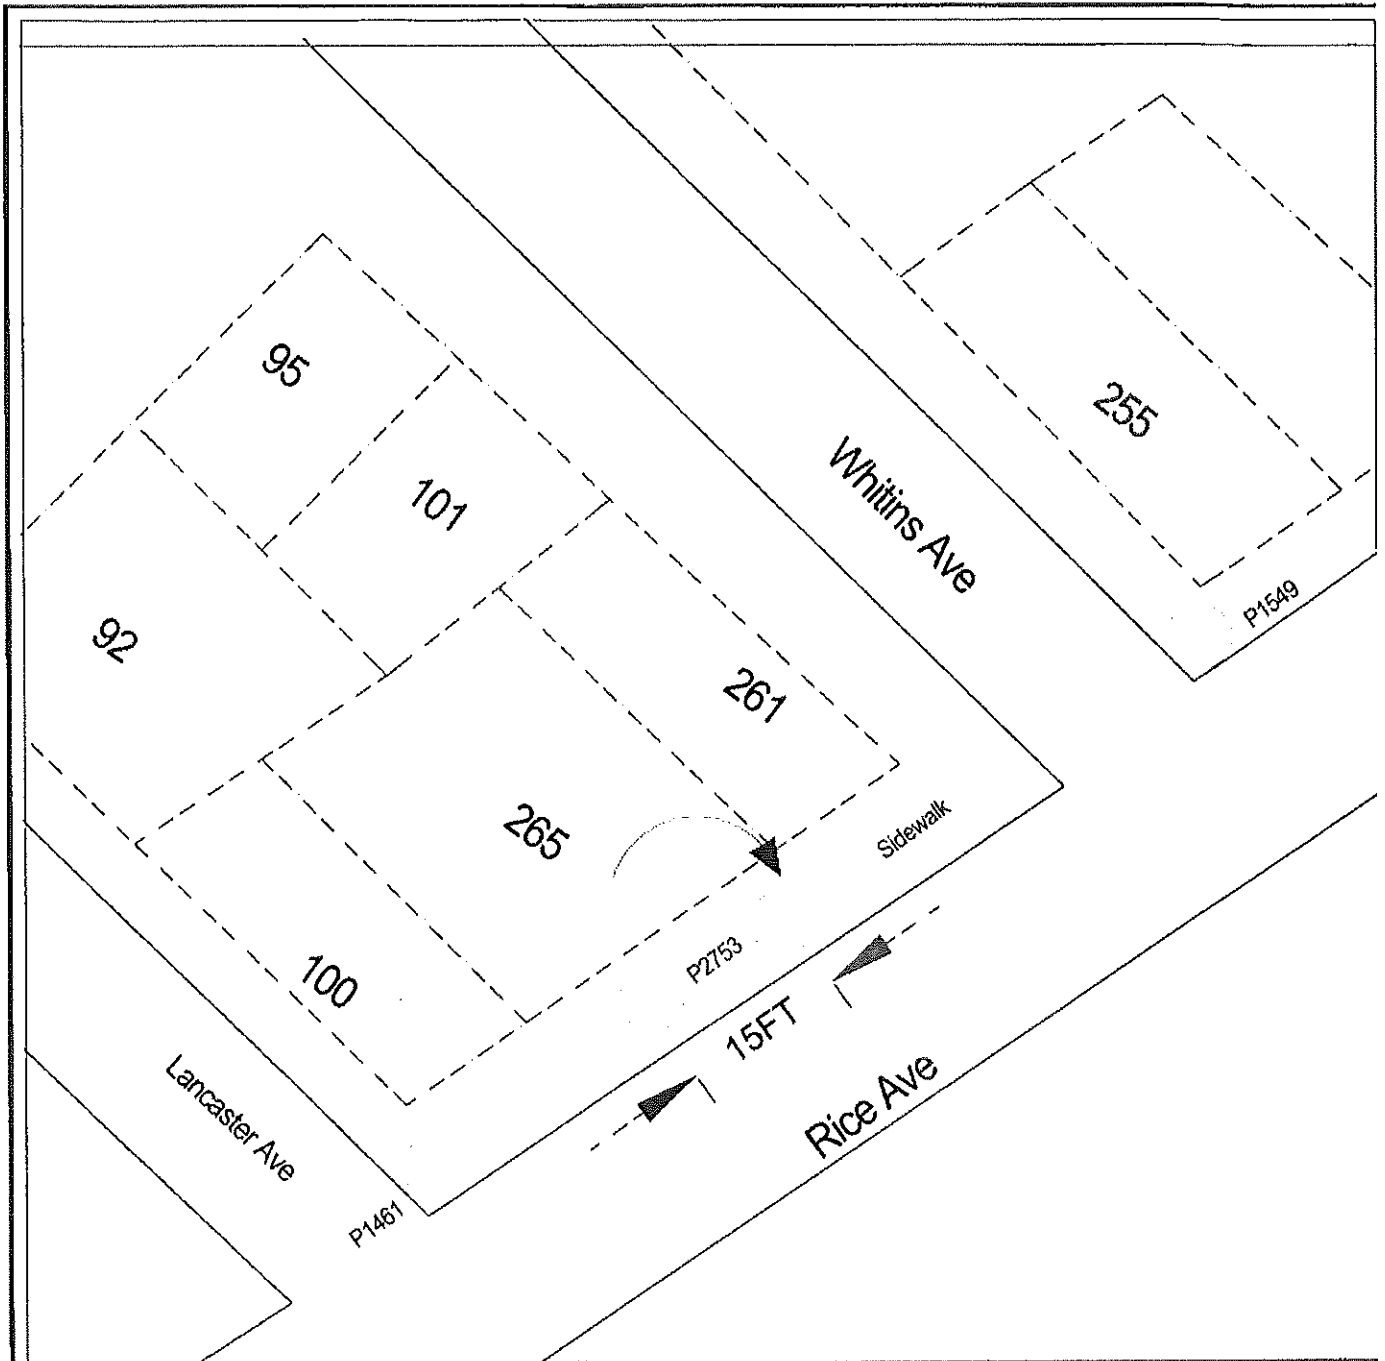 95
255
101
Whitins Ave
P1549
92
261
265
Sidewalk
P2753
100
15FT
Rice Ave
Lancaster Ave
P1461